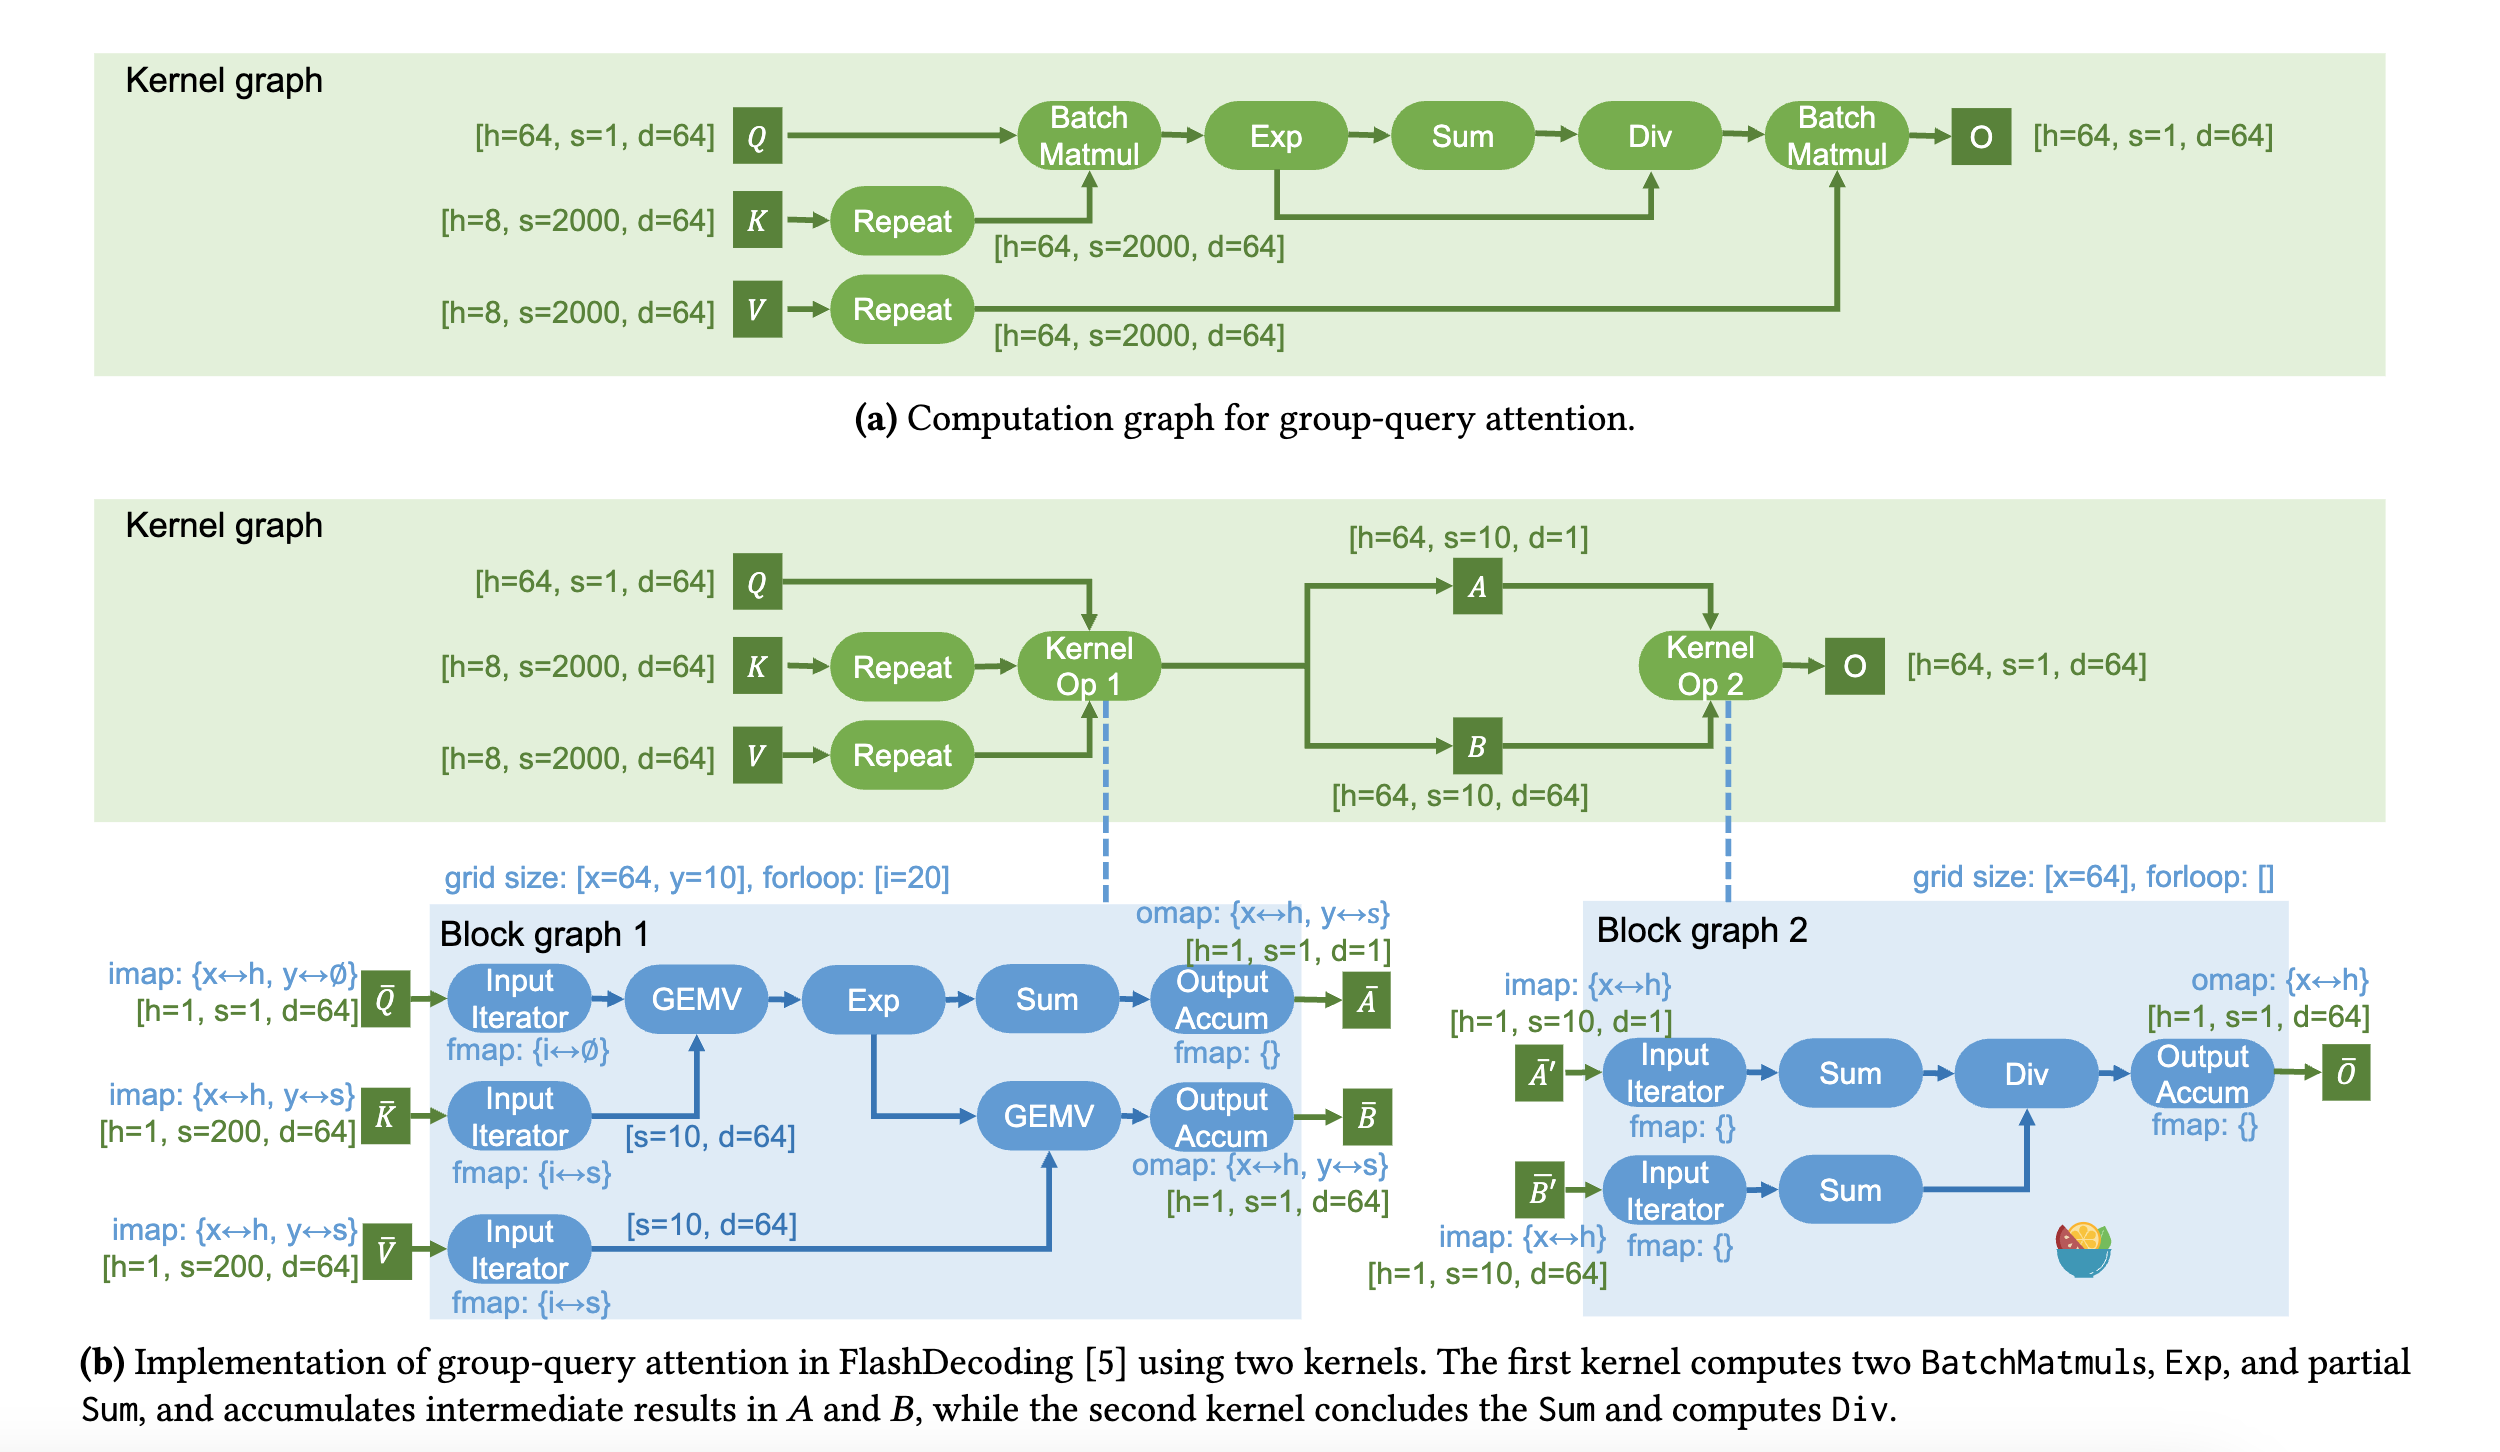 Kernel graph
[h=64, s=1, d=64]
Q
Batch
Matmul
Exp
Sum
Div
Batch
Matmul
O
[h=64, s=1, d=64]
[h=8, s=2000, d=64]
K
Repeat
[h=64, s=2000, d=64]
[h=8, s=2000, d=64]
V
Repeat
[h=64, s=2000, d=64]
(a) Computation graph for group-query attention.
Kernel graph
[h=64, s=10, d=1]
[h=64, s=1, d=64]
Q
A
[h=8, s=2000, d=64]
K
Repeat
Kernel
Op 1
Kernel
Op 2
O
[h=64, s=1, d=64]
[h=8, s=2000, d=64]
V
Repeat
B
[h=64, s=10, d=64]
grid size: [x=64, y=10], forloop: [i=20]
Block graph 1
omap: {x↔h, y↔s}
[h=1, s=1, d=1]
imap: {x↔h, y↔∅}
[h=1, s=1, d=64]
Q̄
Input
Iterator
fmap: {i↔∅}
GEMV
Exp
Sum
Output
Accum
fmap: {}
Ā
imap: {x↔h, y↔s}
[h=1, s=200, d=64]
K̄
Input
Iterator
fmap: {i↔s}
[s=10, d=64]
GEMV
Output
Accum
B̄
omap: {x↔h, y↔s}
[h=1, s=1, d=64]
imap: {x↔h, y↔s}
[h=1, s=200, d=64]
V̄
Input
Iterator
fmap: {i↔s}
[s=10, d=64]
grid size: [x=64], forloop: []
Block graph 2
imap: {x↔h}
[h=1, s=10, d=1]
Ā′
Input
Iterator
fmap: {}
Sum
Div
Output
Accum
fmap: {}
omap: {x↔h}
[h=1, s=1, d=64]
Ō
B̄′
Input
Iterator
fmap: {}
Sum
imap: {x↔h}
[h=1, s=10, d=64]
(b) Implementation of group-query attention in FlashDecoding [5] using two kernels. The first kernel computes two BatchMatmuls, Exp, and partial
Sum, and accumulates intermediate results in A and B, while the second kernel concludes the Sum and computes Div.